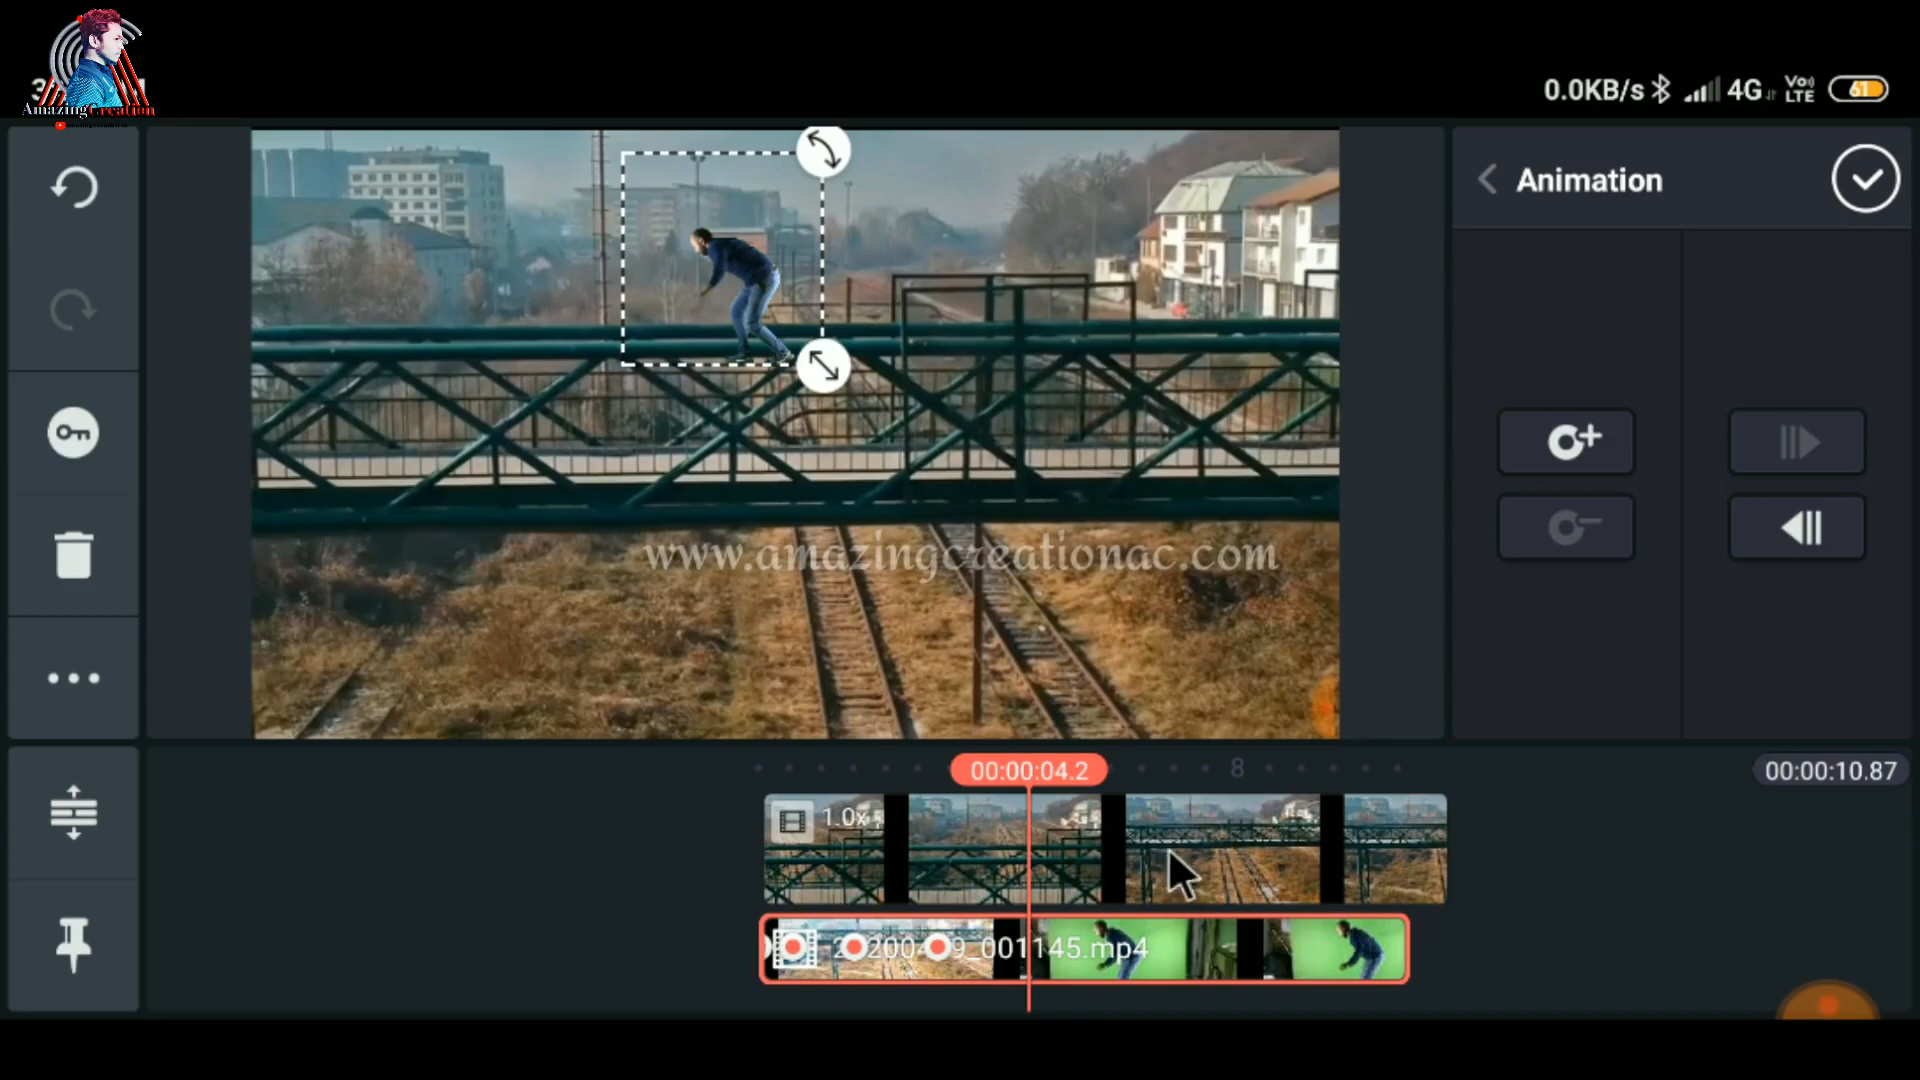 0.0KB/s 4G Vo)) LTE 61
AmazingCreation
Animation
www.amazingcreationac.com
00:00:04.2
8
00:00:10.87
1.0x
001145.mp4